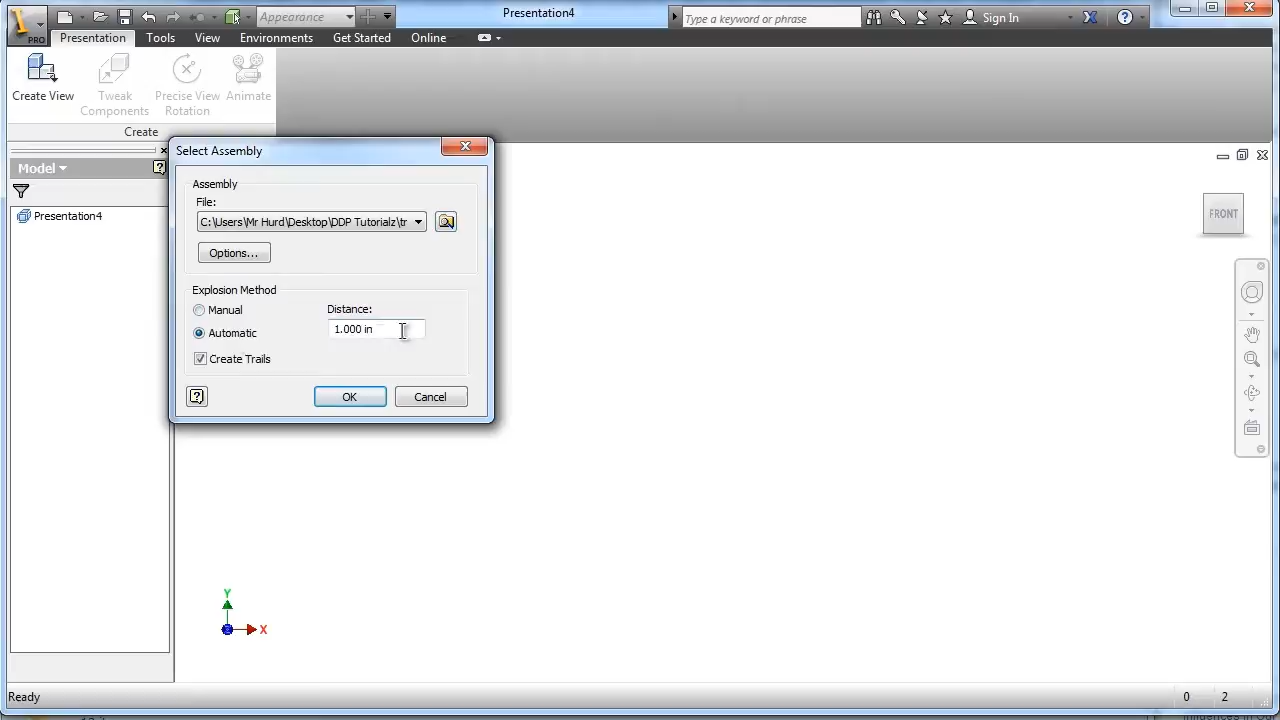 Appearance
Presentation4
Type a keyword or phrase
Sign In
PRO
Presentation
Tools
View
Environments
Get Started
Online
Create View
Tweak
Components
Precise View
Rotation
Animate
Create
Model
Presentation4
Select Assembly
Assembly
File:
C:\Users\Mr Hurd\Desktop\DDP Tutorialz\tr
Options...
Explosion Method
Manual
Distance:
1.000 in
Automatic
Create Trails
OK
Cancel
FRONT
Y
X
Ready
0
2